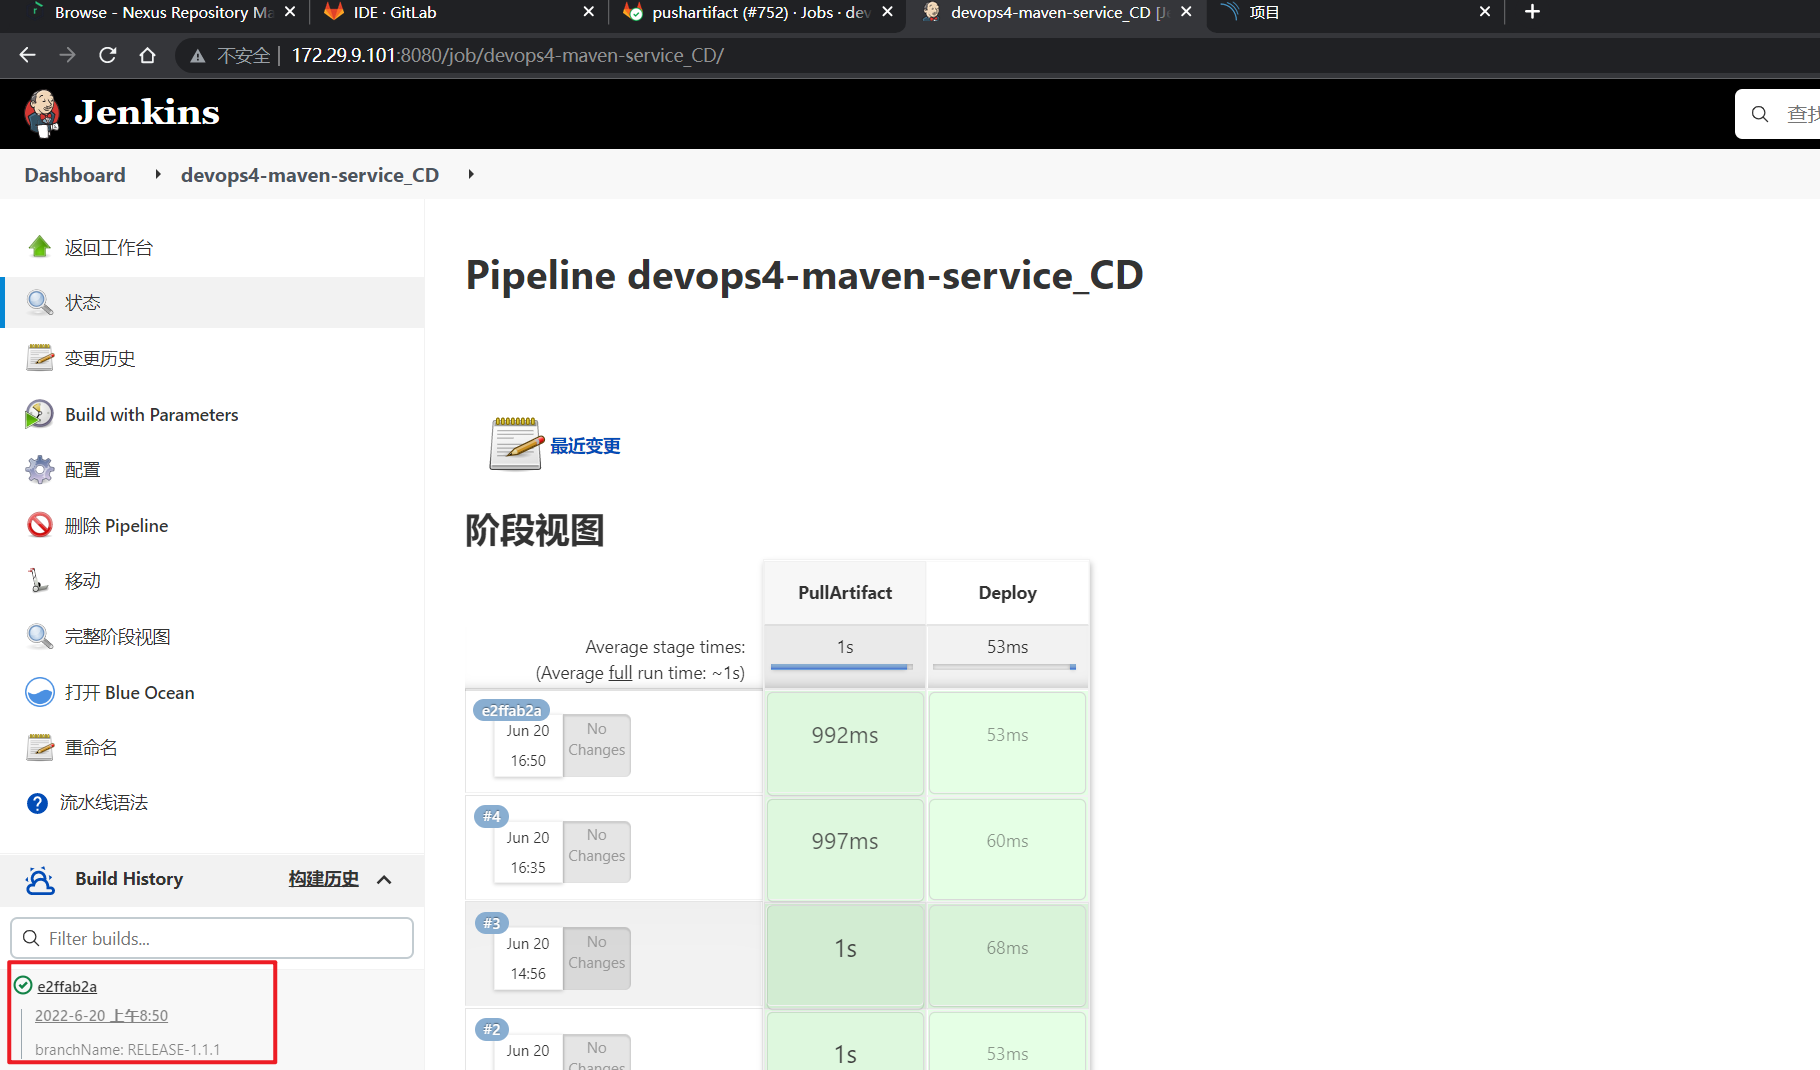 Browse - Nexus Repository Ma
IDE · GitLab
pushartifact (#752) · Jobs · dev
devops4-maven-service_CD [Je
项目
不安全 | 172.29.9.101:8080/job/devops4-maven-service_CD/
Jenkins
查找
Dashboard
devops4-maven-service_CD
返回工作台
状态
变更历史
Build with Parameters
配置
删除 Pipeline
移动
完整阶段视图
打开 Blue Ocean
重命名
流水线语法
Build History
构建历史
Filter builds...
e2ffab2a
2022-6-20 上午8:50
branchName: RELEASE-1.1.1
Pipeline devops4-maven-service_CD
最近变更
阶段视图
PullArtifact
Deploy
Average stage times:
(Average full run time: ~1s)
1s
53ms
e2ffab2a
Jun 20
16:50
No
Changes
992ms
53ms
#4
Jun 20
16:35
No
Changes
997ms
60ms
#3
Jun 20
14:56
No
Changes
1s
68ms
#2
Jun 20
No
Changes
1s
53ms